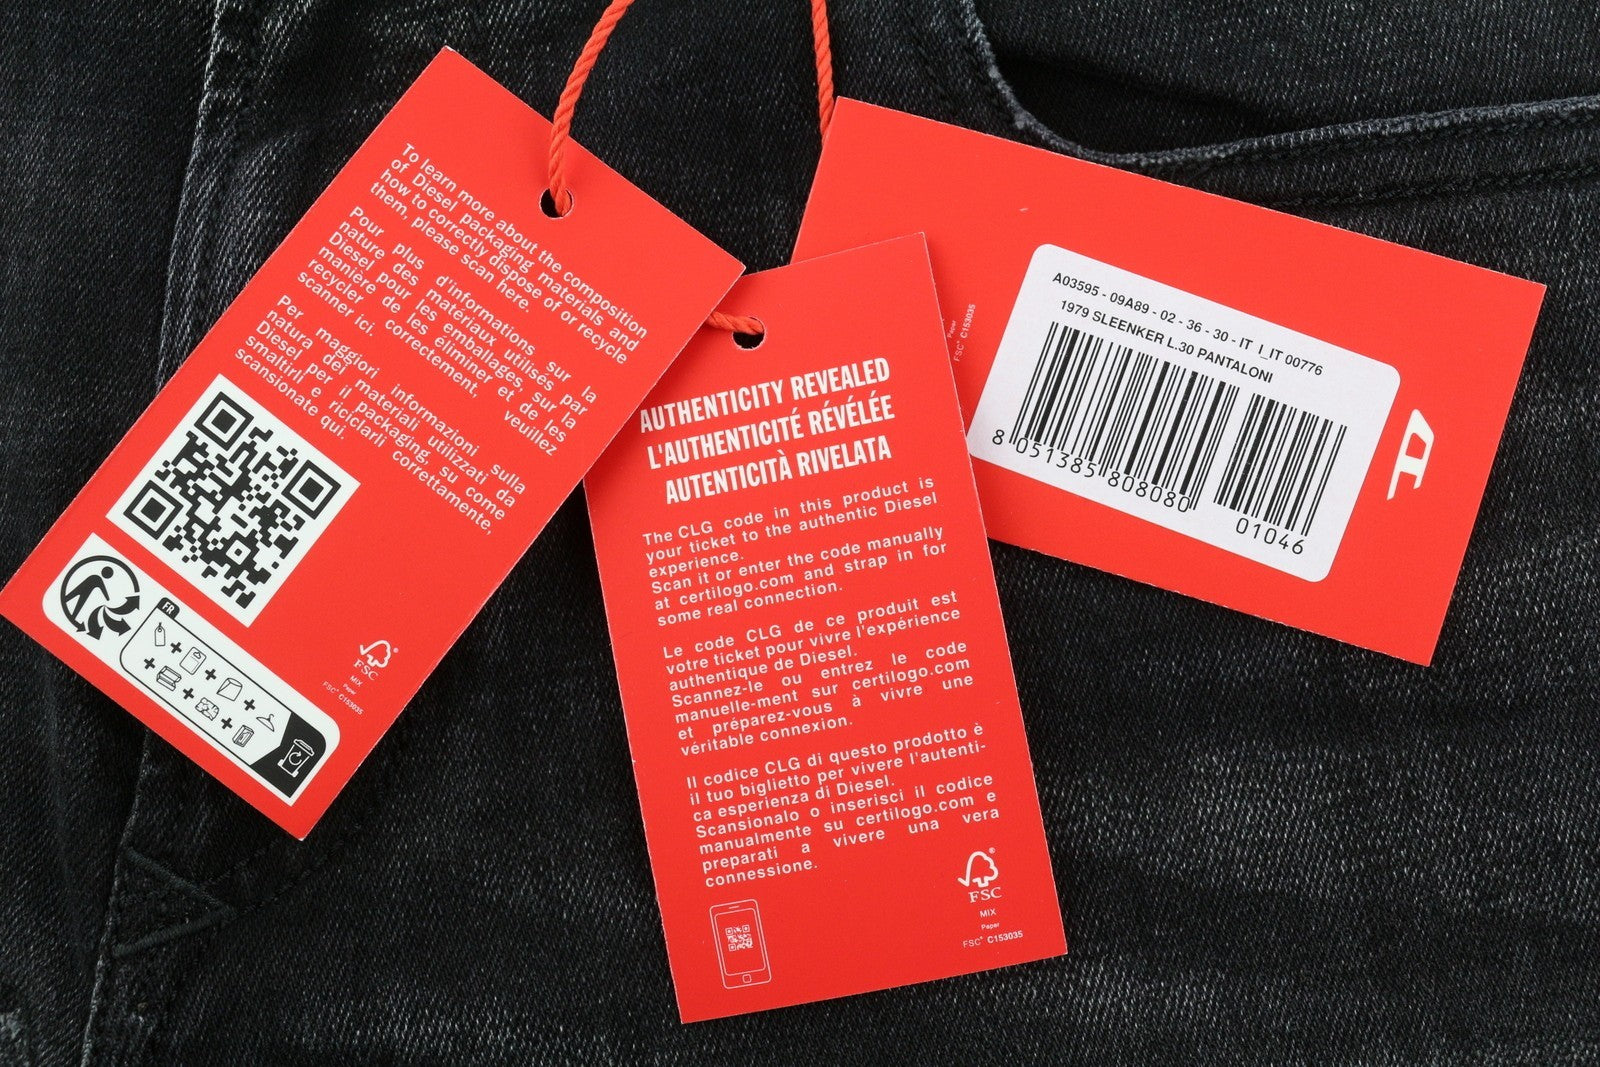 To learn more about the composition
of Diesel packaging materials and
how to correctly dispose of or recycle
them, please scan here.
Pour plus d'informations sur la
nature des matériaux utilisés par
Diesel pour les emballages, sur la
manière de les éliminer et de les
recycler correctement, veuillez
scanner ici.
Per maggiori informazioni sulla
natura dei materiali utilizzati da
Diesel per il packaging, su come
smaltirli e riciclarli correttamente,
scansionate qui.
FR
FSC
MIX
Paper
FSC® C153035
AUTHENTICITY REVEALED
L'AUTHENTICITÉ RÉVÉLÉE
AUTENTICITÀ RIVELATA
The CLG code in this product is
your ticket to the authentic Diesel
experience.
Scan it or enter the code manually
at certilogo.com and strap in for
some real connection.
Le code CLG de ce produit est
votre ticket pour vivre l'expérience
authentique de Diesel.
Scannez-le ou entrez le code
manuelle-ment sur certilogo.com
et préparez-vous à vivre une
véritable connexion.
Il codice CLG di questo prodotto è
il tuo biglietto per vivere l'autenti-
ca esperienza di Diesel.
Scansionalo o inserisci il codice
manualmente su certilogo.com e
preparati a vivere una vera
connessione.
FSC
MIX
Paper
FSC® C153035
Paper
FSC® C153035
A03595 - 09A89 - 02 - 36 - 30 - IT I_IT 00776
1979 SLEENKER L.30 PANTALONI
8 051385 808080
01046
D